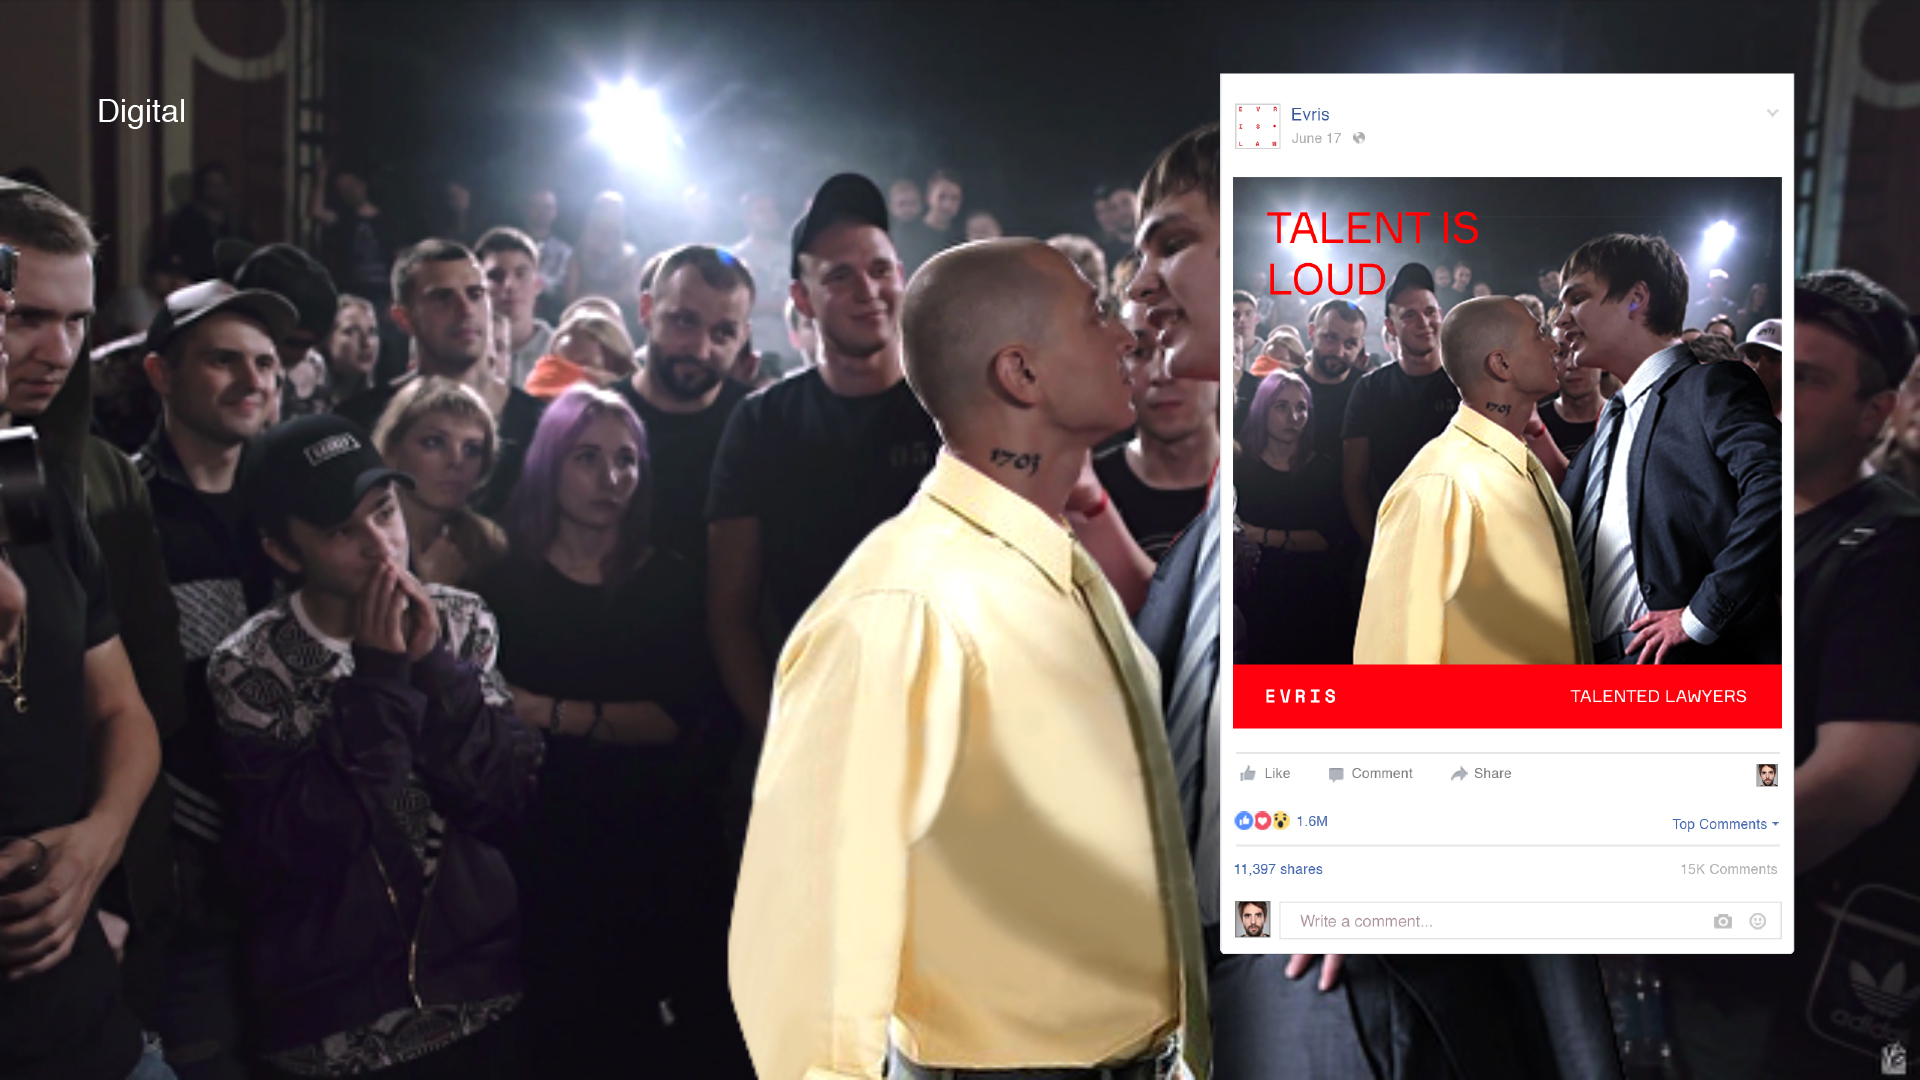 Digital
E V R
I S •
L A W
Evris
June 17
TALENT IS
LOUD
1703
EVRIS
TALENTED LAWYERS
Like
Comment
Share
1.6M
Top Comments
11,397 shares
15K Comments
Write a comment...
1703
adidas